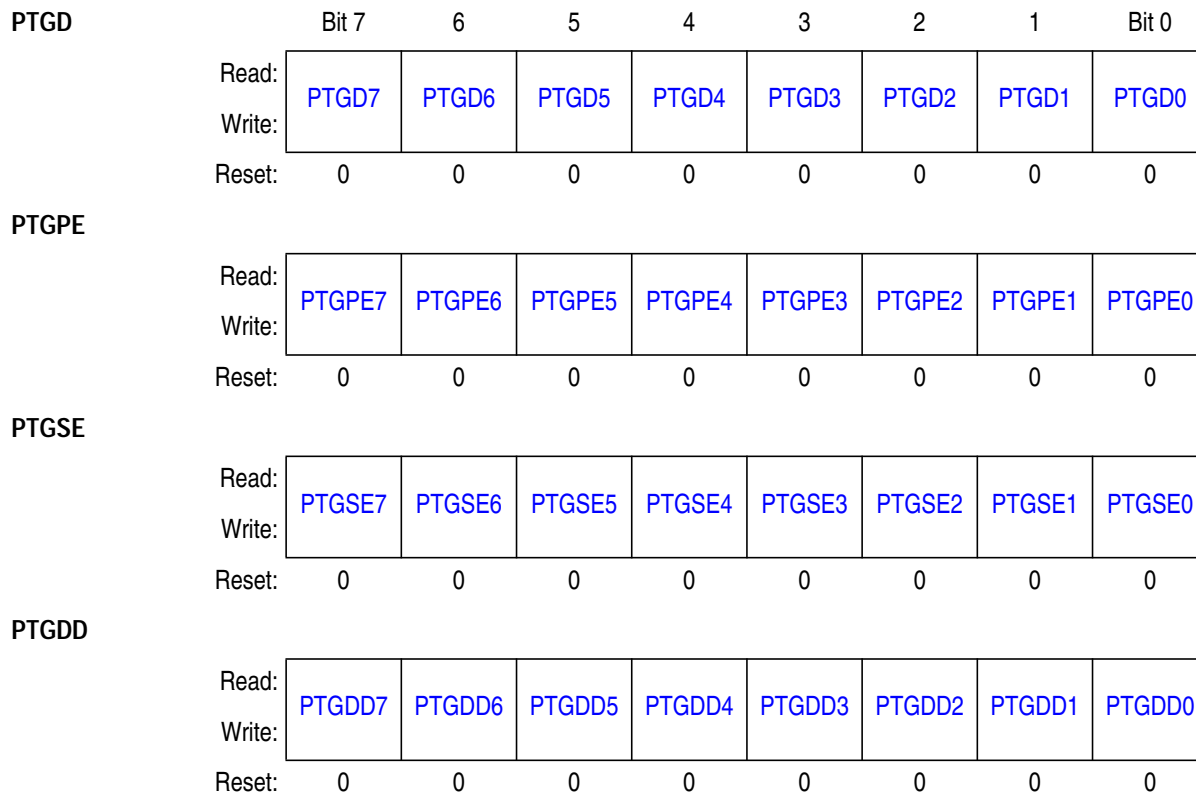 PTGD Bit 7 6 5 4 3 2 1 Bit 0
Read:
PTGD7 PTGD6 PTGD5 PTGD4 PTGD3 PTGD2 PTGD1 PTGD0
Write:
Reset: 0 0 0 0 0 0 0 0
PTGPE
Read:
PTGPE7 PTGPE6 PTGPE5 PTGPE4 PTGPE3 PTGPE2 PTGPE1 PTGPE0
Write:
Reset: 0 0 0 0 0 0 0 0
PTGSE
Read:
PTGSE7 PTGSE6 PTGSE5 PTGSE4 PTGSE3 PTGSE2 PTGSE1 PTGSE0
Write:
Reset: 0 0 0 0 0 0 0 0
PTGDD
Read:
PTGDD7 PTGDD6 PTGDD5 PTGDD4 PTGDD3 PTGDD2 PTGDD1 PTGDD0
Write:
Reset: 0 0 0 0 0 0 0 0